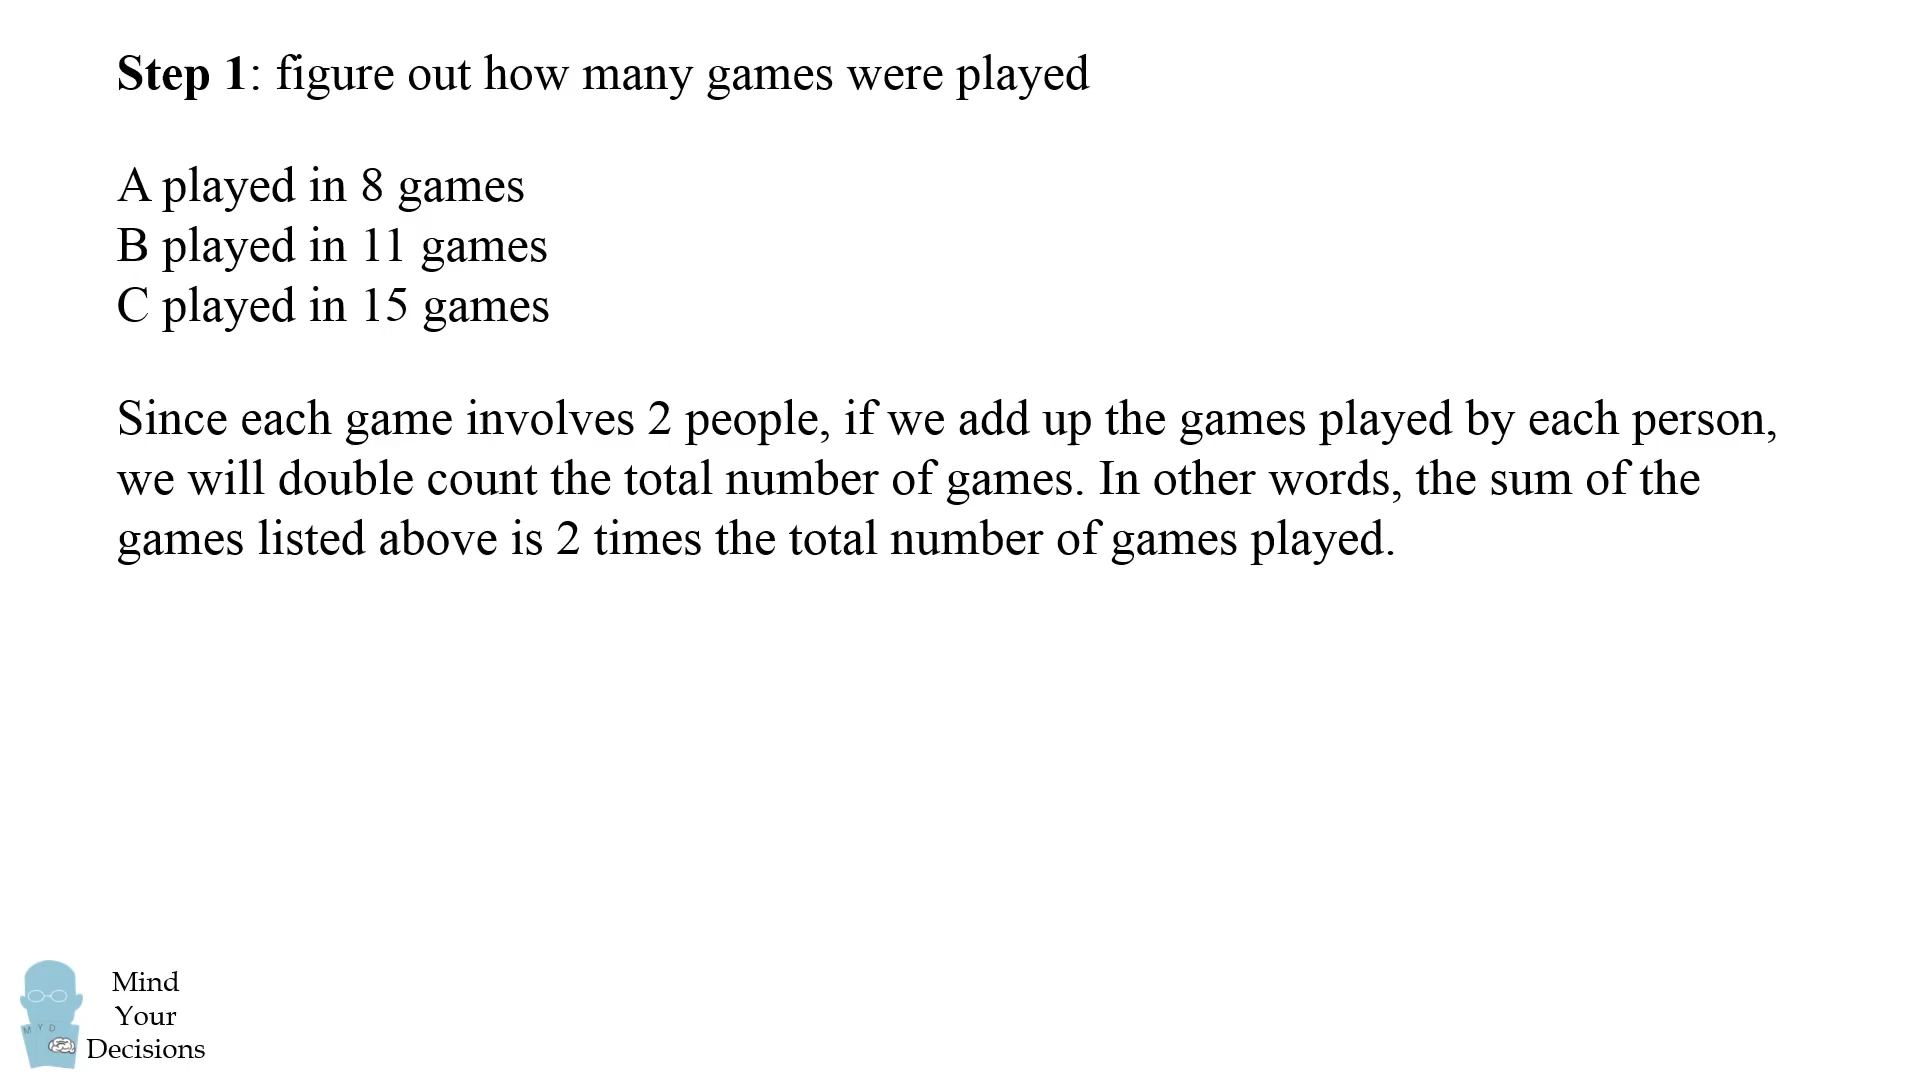 Step 1: figure out how many games were played
A played in 8 games
B played in 11 games
C played in 15 games
Since each game involves 2 people, if we add up the games played by each person,
we will double count the total number of games. In other words, the sum of the
games listed above is 2 times the total number of games played.
M Y D
Mind
Your
Decisions